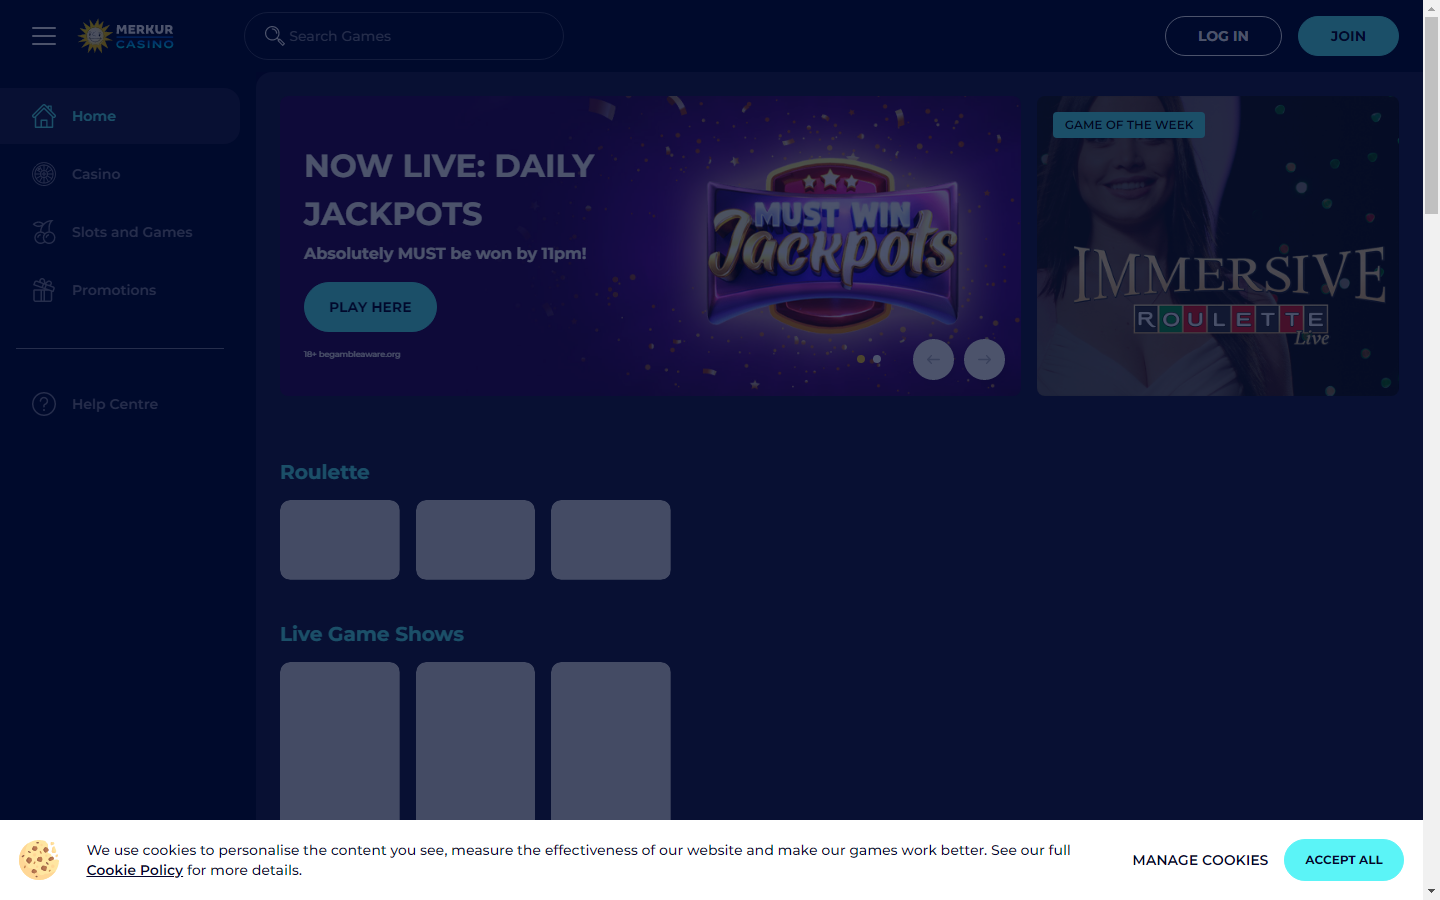 MERKUR
CASINO
Search Games
LOG IN
JOIN
Home
Casino
Slots and Games
Promotions
Help Centre
NOW LIVE: DAILY
JACKPOTS
Absolutely MUST be won by 11pm!
PLAY HERE
18+ begambleaware.org
MUST WIN
Jackpots
GAME OF THE WEEK
IMMERSIVE
ROULETTE
Live
Roulette
Live Game Shows
We use cookies to personalise the content you see, measure the effectiveness of our website and make our games work better. See our full
Cookie Policy for more details.
MANAGE COOKIES
ACCEPT ALL